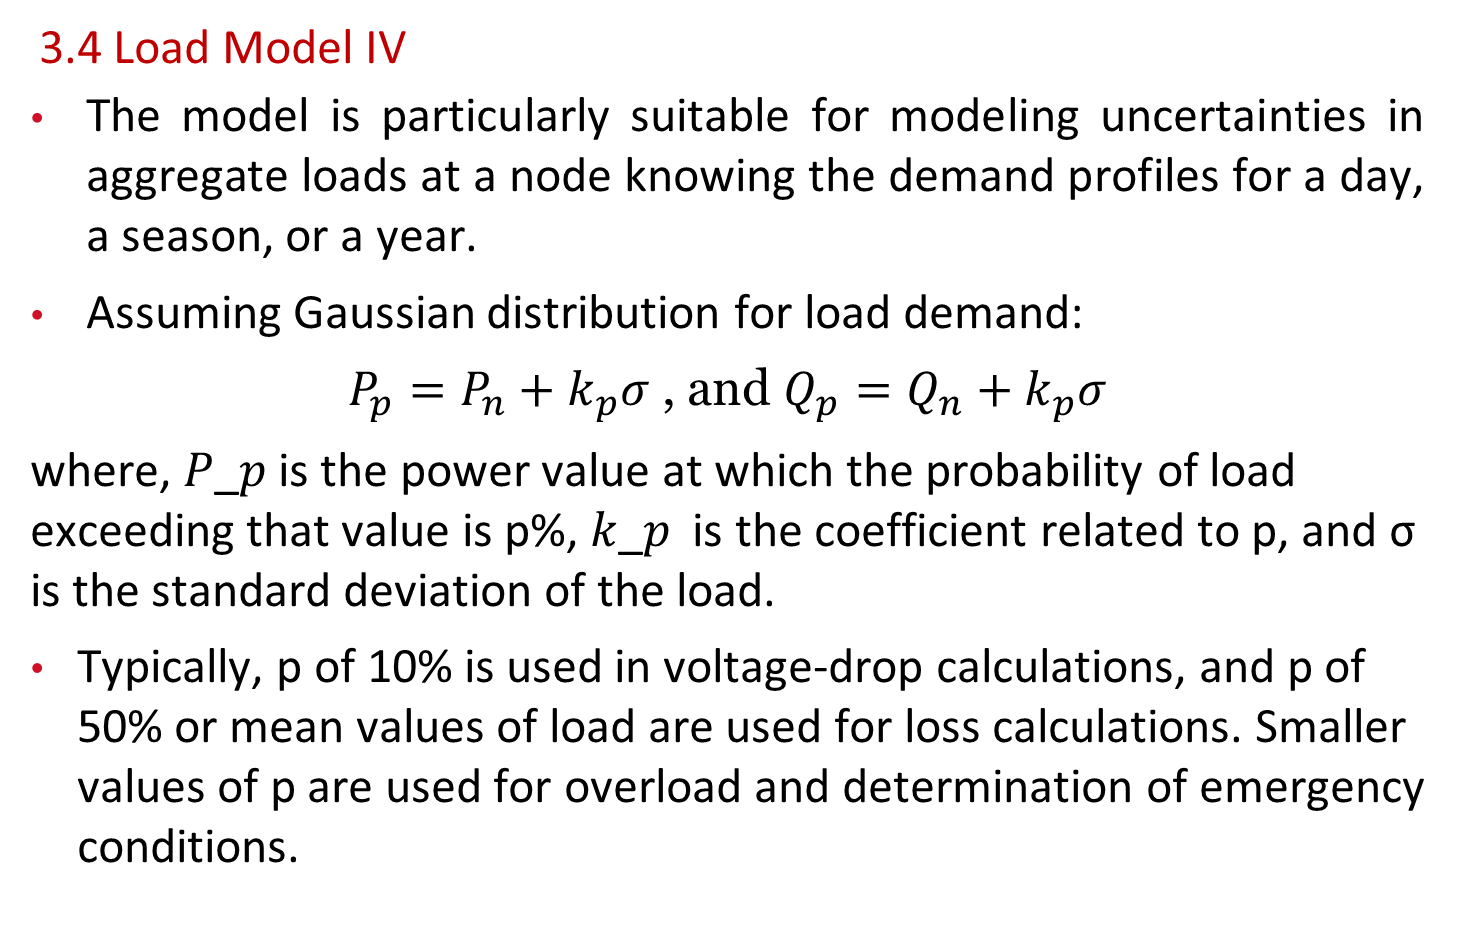 3.4 Load Model IV
• The model is particularly suitable for modeling uncertainties in
aggregate loads at a node knowing the demand profiles for a day,
a season, or a year.
• Assuming Gaussian distribution for load demand:
𝑃ₚ = 𝑃ₙ + 𝑘ₚ𝜎 , and 𝑄ₚ = 𝑄ₙ + 𝑘ₚ𝜎
where, 𝑃_𝑝 is the power value at which the probability of load
exceeding that value is p%, 𝑘_𝑝 is the coefficient related to p, and σ
is the standard deviation of the load.
• Typically, p of 10% is used in voltage-drop calculations, and p of
50% or mean values of load are used for loss calculations. Smaller
values of p are used for overload and determination of emergency
conditions.